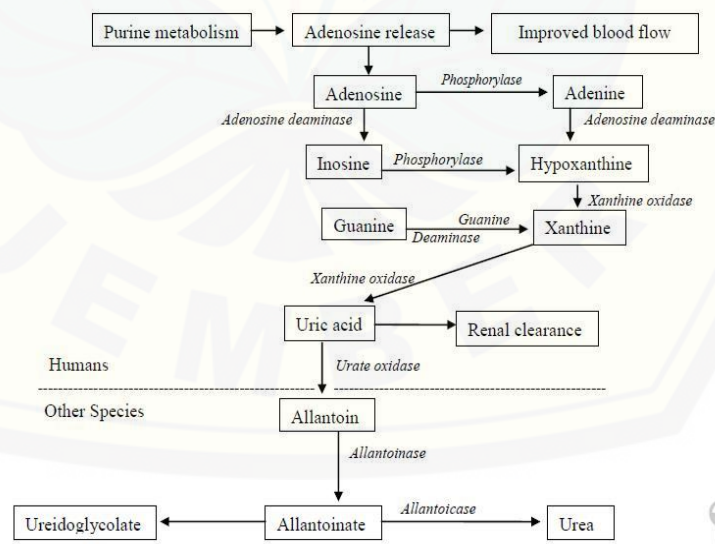 Purine metabolism
Adenosine release
Improved blood flow
Adenosine
Phosphorylase
Adenine
Adenosine deaminase
Adenosine deaminase
Inosine
Phosphorylase
Hypoxanthine
Xanthine oxidase
Guanine
Guanine
Deaminase
Xanthine
Xanthine oxidase
Uric acid
Renal clearance
Humans
Urate oxidase
Other Species
Allantoin
Allantoinase
Ureidoglycolate
Allantoinate
Allantoicase
Urea
JEMBER